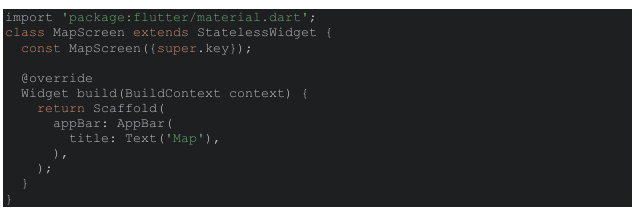 import 'package:flutter/material.dart';
class MapScreen extends StatelessWidget {
  const MapScreen({super.key});

  @override
  Widget build(BuildContext context) {
    return Scaffold(
      appBar: AppBar(
        title: Text('Map'),
      ),
    );
  }
}